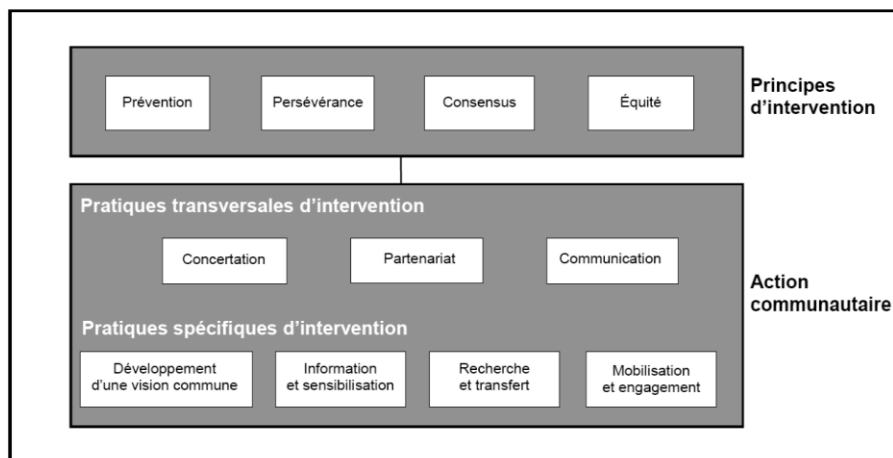 Prévention
Persévérance
Consensus
Équité
Principes
d’intervention
Pratiques transversales d’intervention
Concertation
Partenariat
Communication
Action
communautaire
Pratiques spécifiques d’intervention
Développement
d’une vision commune
Information
et sensibilisation
Recherche
et transfert
Mobilisation
et engagement